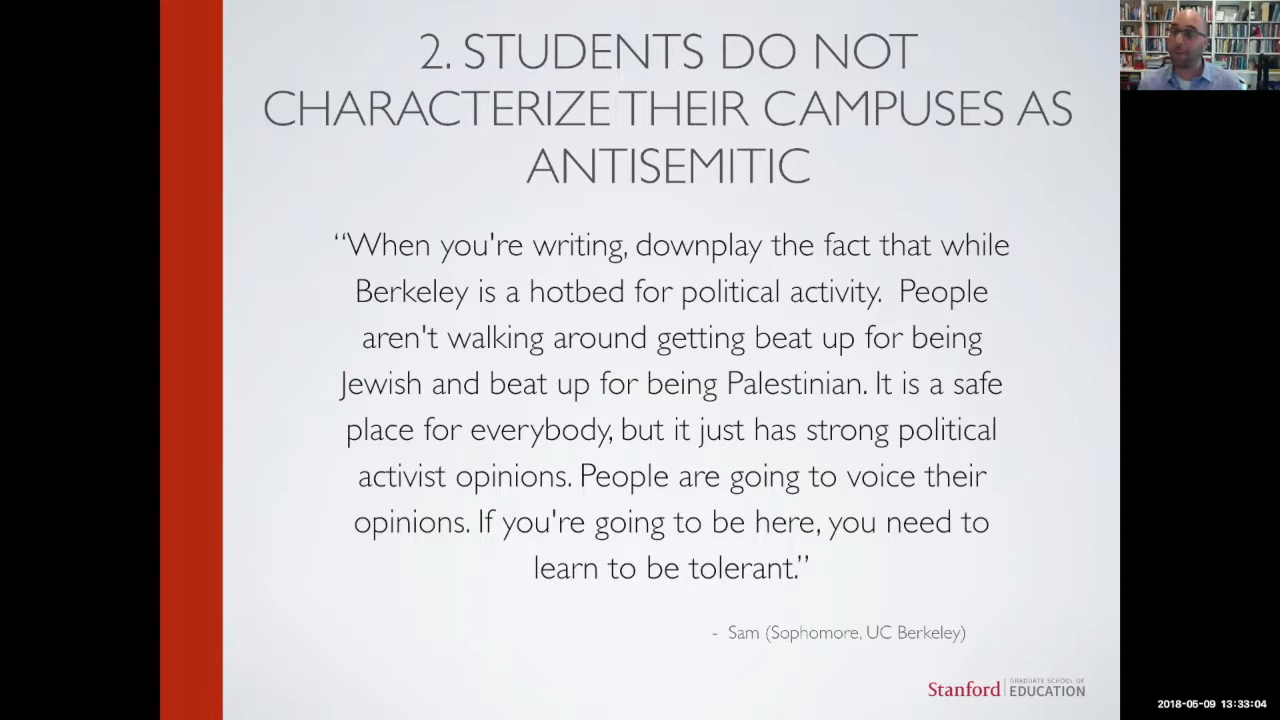 2. STUDENTS DO NOT
CHARACTERIZE THEIR CAMPUSES AS
ANTISEMITIC
“When you're writing, downplay the fact that while
Berkeley is a hotbed for political activity. People
aren't walking around getting beat up for being
Jewish and beat up for being Palestinian. It is a safe
place for everybody, but it just has strong political
activist opinions. People are going to voice their
opinions. If you're going to be here, you need to
learn to be tolerant.”
- Sam (Sophomore, UC Berkeley)
Stanford | GRADUATE SCHOOL OF
EDUCATION
2018-05-09 13:33:04